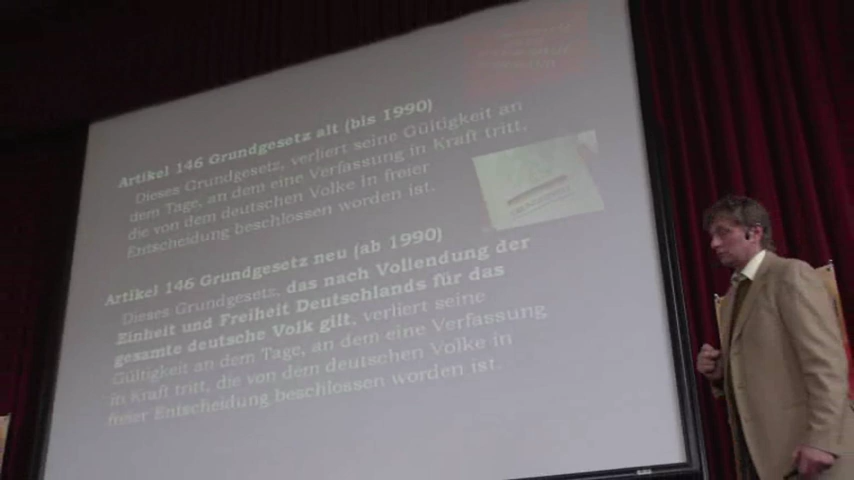 Artikel 146 Grundgesetz alt (bis 1990)
Dieses Grundgesetz, verliert seine Gültigkeit an
dem Tage, an dem eine Verfassung in Kraft tritt,
die von dem deutschen Volke in freier
Entscheidung beschlossen worden ist.
Artikel 146 Grundgesetz neu (ab 1990)
Dieses Grundgesetz, das nach Vollendung der
Einheit und Freiheit Deutschlands für das
gesamte deutsche Volk gilt, verliert seine
Gültigkeit an dem Tage, an dem eine Verfassung
in Kraft tritt, die von dem deutschen Volke in
freier Entscheidung beschlossen worden ist.